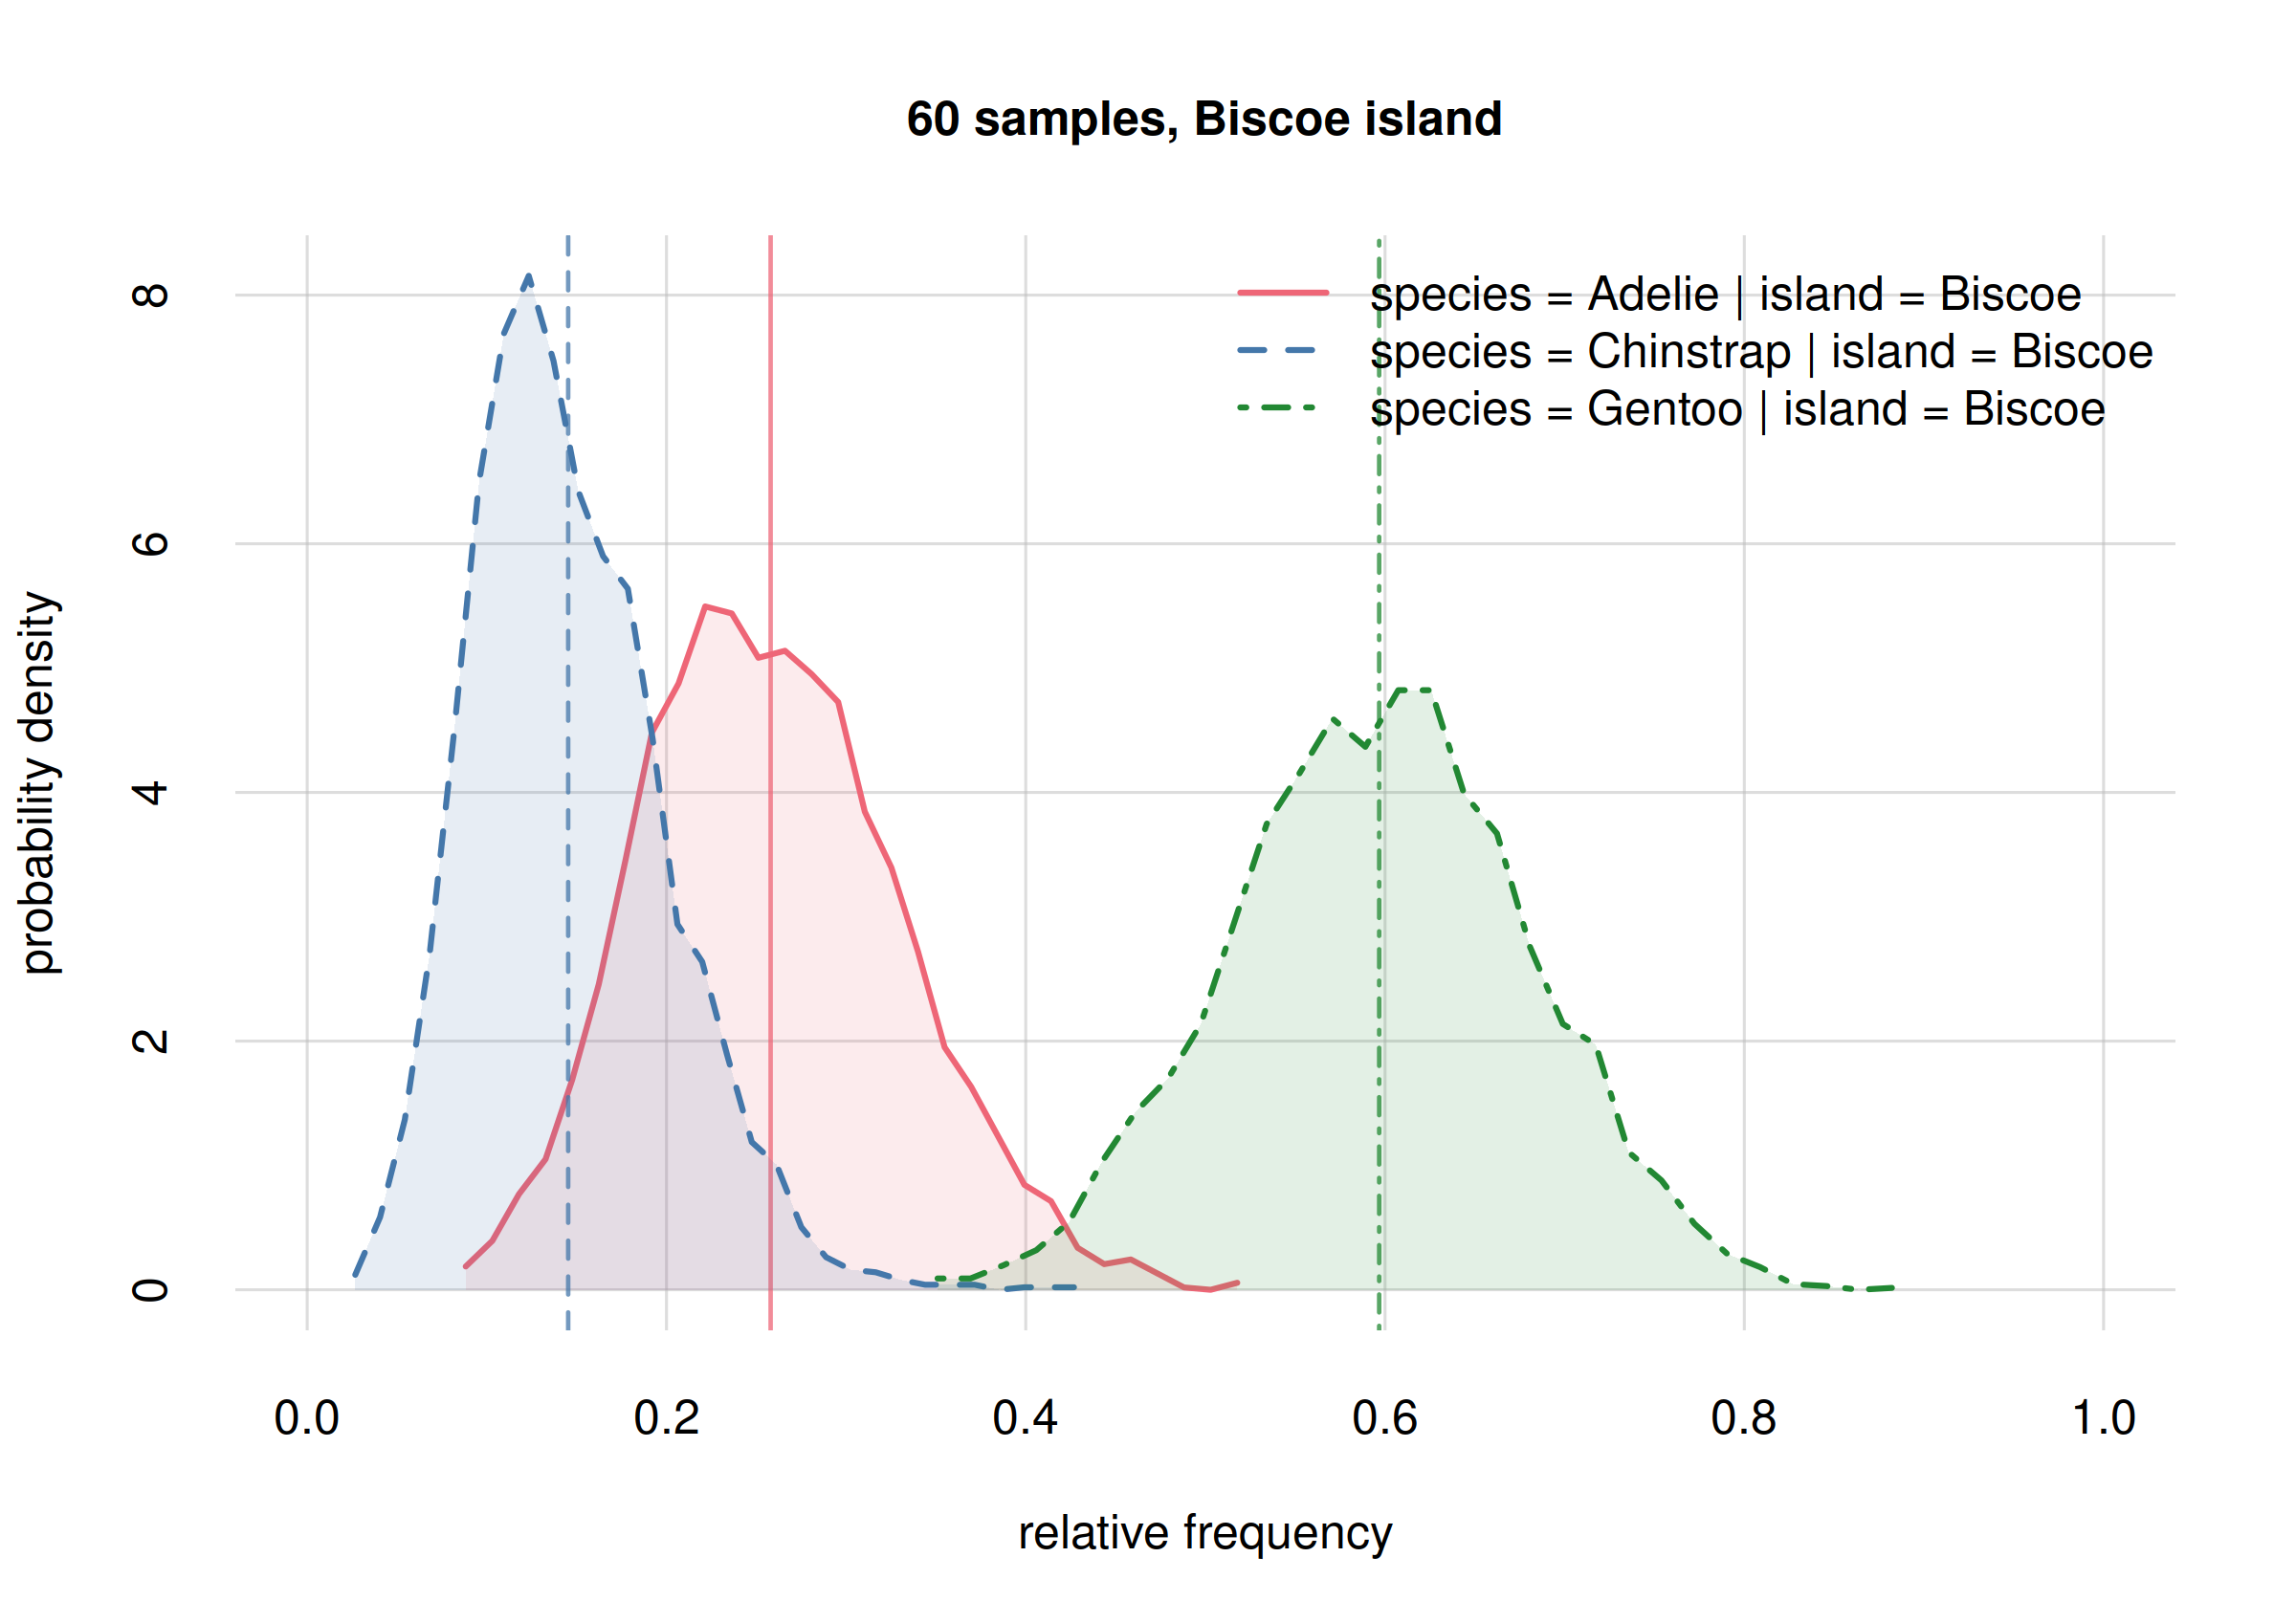 60 samples, Biscoe island
species = Adelie | island = Biscoe
species = Chinstrap | island = Biscoe
species = Gentoo | island = Biscoe
probability density
8
6
4
2
0
0.0 0.2 0.4 0.6 0.8 1.0
relative frequency